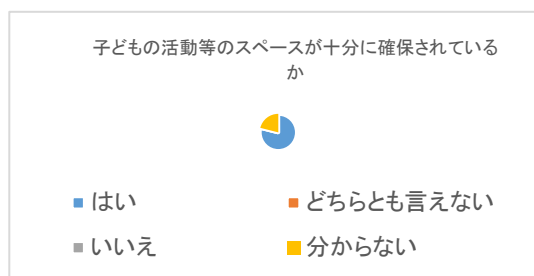 子どもの活動等のスペースが十分に確保されている
か
はい どちらとも言えない
いいえ 分からない